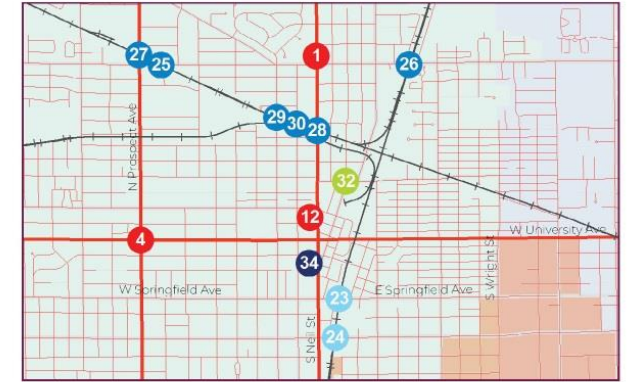 27
25
1
26
29
30
28
N Prospect Ave
32
12
W University Ave
4
34
S Wright St
W Springfield Ave
23
E Springfield Ave
S Neil St
24